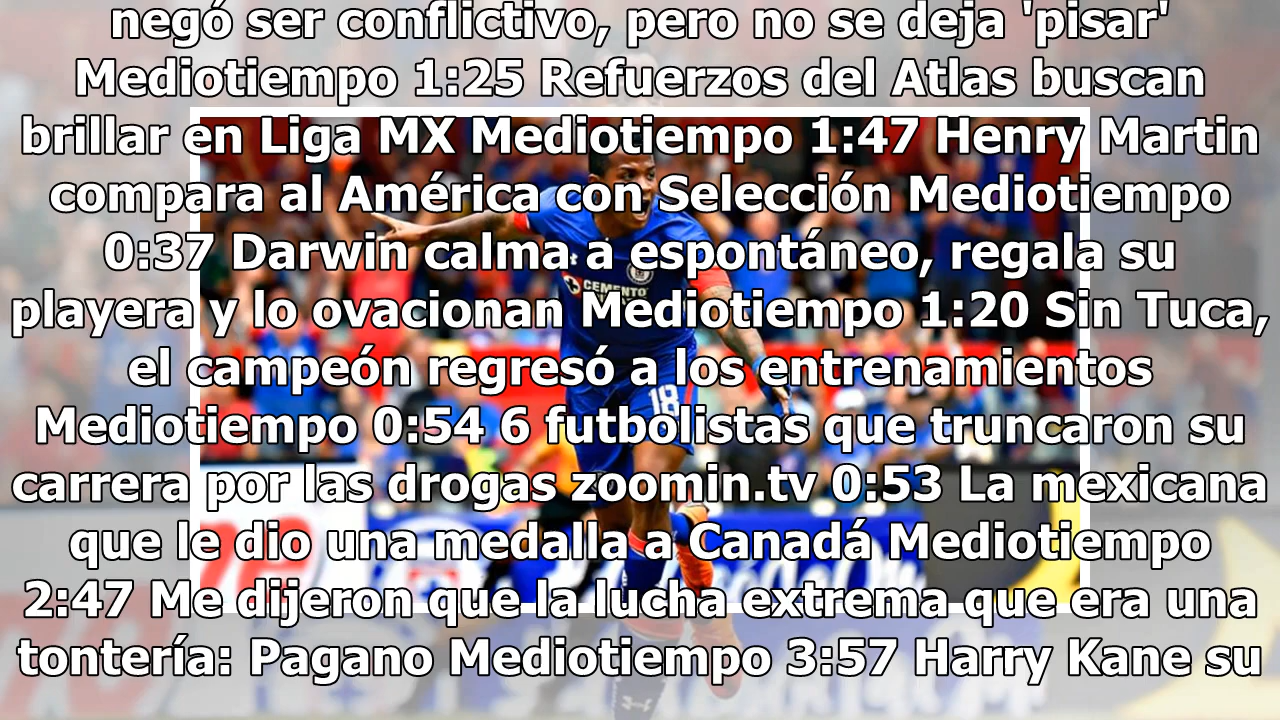 negó ser conflictivo, pero no se deja 'pisar'
Mediotiempo 1:25 Refuerzos del Atlas buscan
brillar en Liga MX Mediotiempo 1:47 Henry Martin
compara al América con Selección Mediotiempo
0:37 Darwin calma a espontáneo, regala su
playera y lo ovacionan Mediotiempo 1:20 Sin Tuca,
el campeón regresó a los entrenamientos
Mediotiempo 0:54 6 futbolistas que truncaron su
carrera por las drogas zoomin.tv 0:53 La mexicana
que le dio una medalla a Canadá Mediotiempo
2:47 Me dijeron que la lucha extrema que era una
tontería: Pagano Mediotiempo 3:57 Harry Kane su
CEMENTO
18